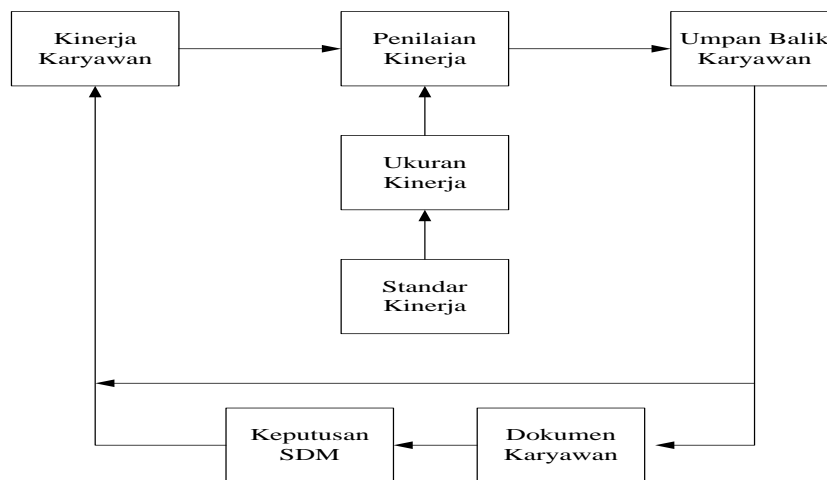 Kinerja
Karyawan
Penilaian
Kinerja
Umpan Balik
Karyawan
Ukuran
Kinerja
Standar
Kinerja
Keputusan
SDM
Dokumen
Karyawan